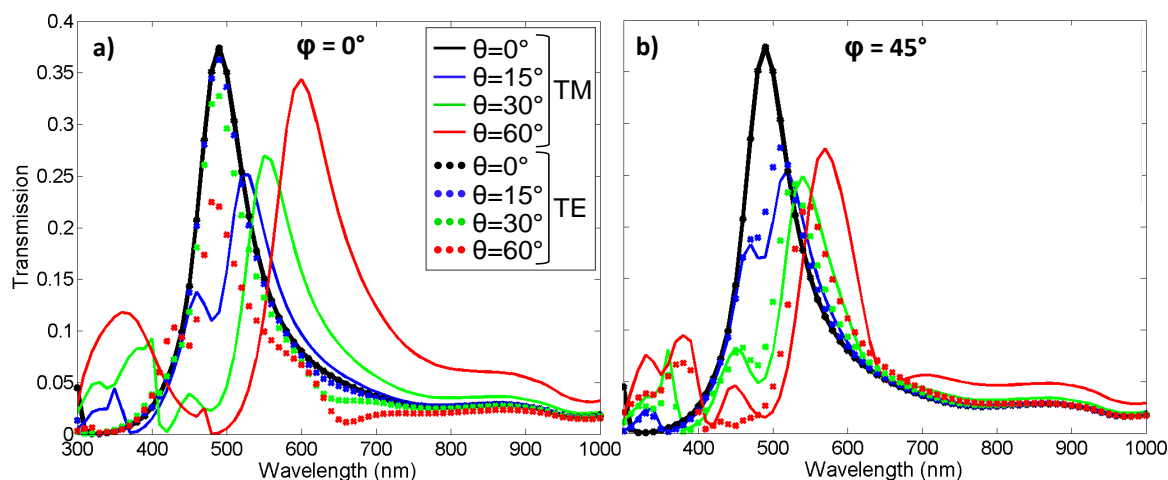 a)
φ = 0°
b)
φ = 45°
θ=0°
θ=15°
θ=30°
θ=60°
TM
θ=0°
θ=15°
θ=30°
θ=60°
TE
Transmission
0.4
0.35
0.3
0.25
0.2
0.15
0.1
0.05
0
300 400 500 600 700 800 900 1000
Wavelength (nm)
400 500 600 700 800 900 1000
Wavelength (nm)